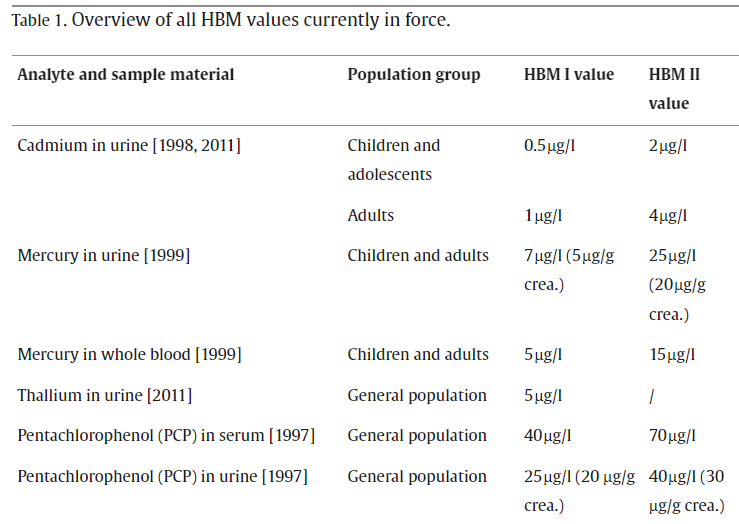 Table 1. Overview of all HBM values currently in force.
Analyte and sample material Population group HBM I value HBM II
value
Cadmium in urine [1998, 2011] Children and 0.5μg/l 2μg/l
adolescents
Adults 1μg/l 4μg/l
Mercury in urine [1999] Children and adults 7μg/l (5μg/g 25μg/l
crea.) (20μg/g
crea.)
Mercury in whole blood [1999] Children and adults 5μg/l 15μg/l
Thallium in urine [2011] General population 5μg/l /
Pentachlorophenol (PCP) in serum [1997] General population 40μg/l 70μg/l
Pentachlorophenol (PCP) in urine [1997] General population 25μg/l (20 μg/g 40μg/l (30
crea.) μg/g crea.)